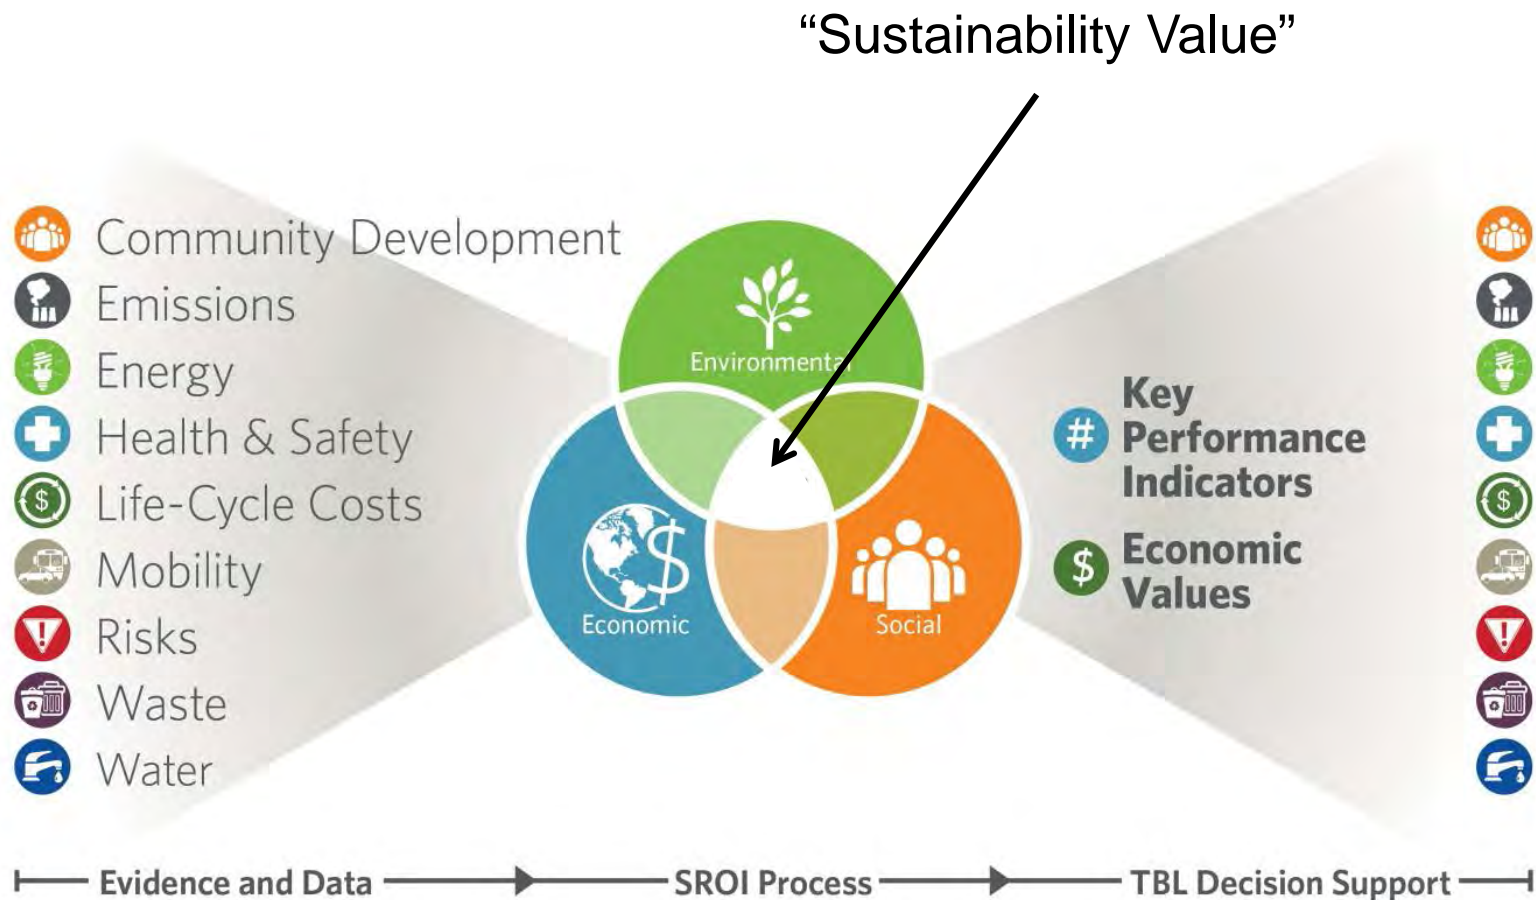 “Sustainability Value”
Community Development
Emissions
Energy
Health & Safety
Life-Cycle Costs
$
Mobility
Risks
!
Waste
Water
Environmental
$
Economic
Social
#
Key
Performance
Indicators
$
Economic
Values
$
!
Evidence and Data
SROI Process
TBL Decision Support